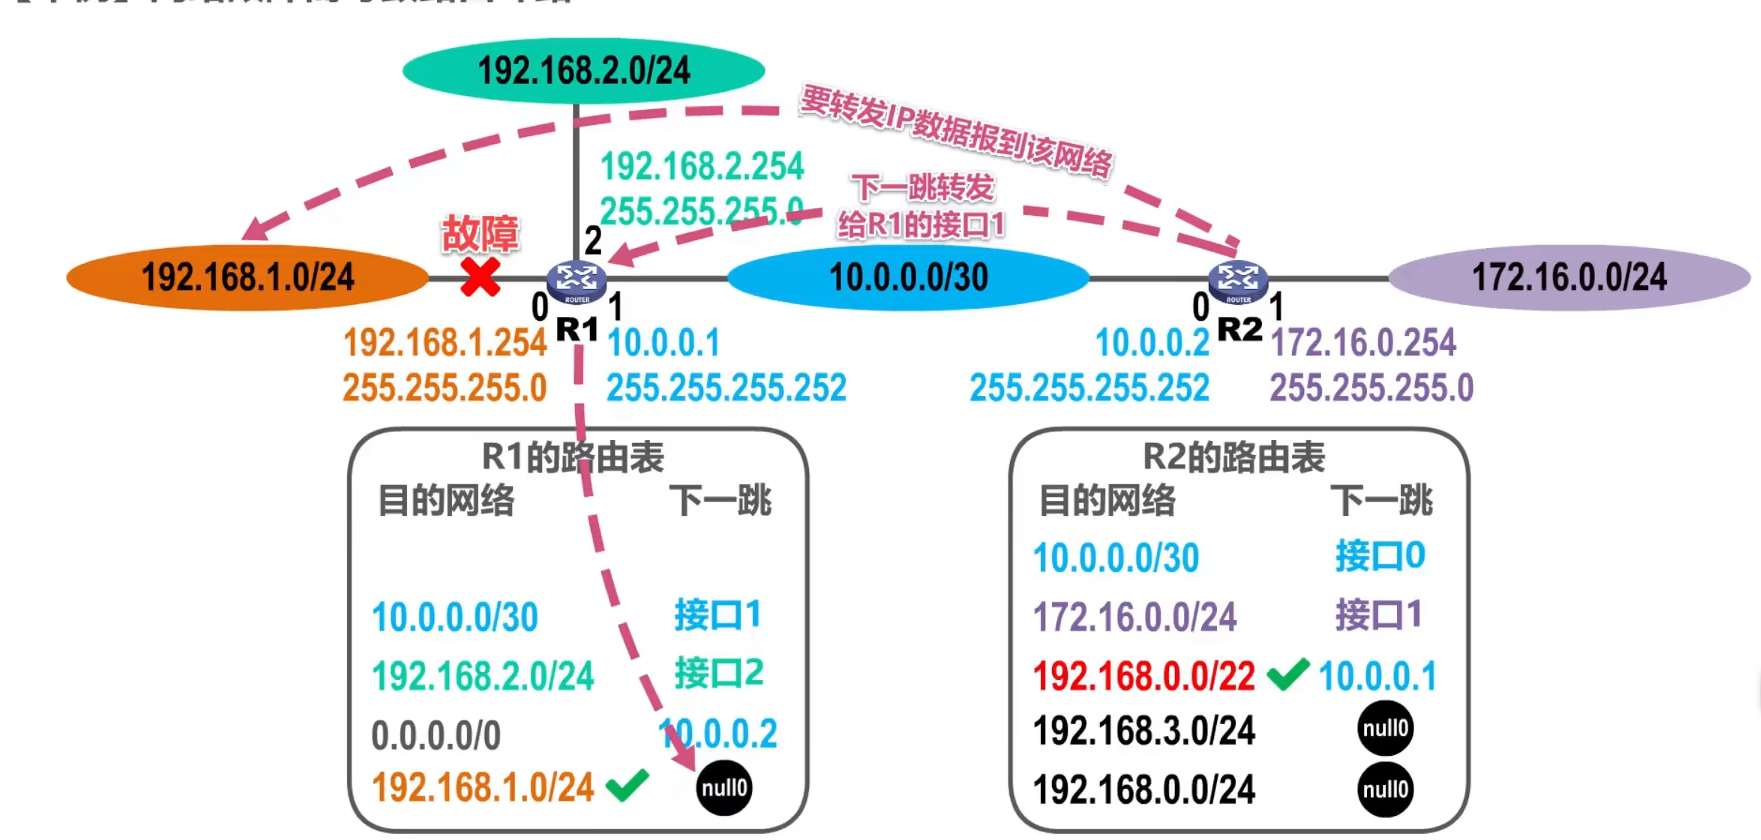 192.168.2.0/24
要转发IP数据报到该网络
192.168.2.254
255.255.255.0
下一跳转发
给R1的接口1
故障
2
192.168.1.0/24
10.0.0.0/30
172.16.0.0/24
ROUTER
ROUTER
0
1
R1
0
1
R2
192.168.1.254
255.255.255.0
10.0.0.1
255.255.255.252
10.0.0.2
255.255.255.252
172.16.0.254
255.255.255.0
R1的路由表
目的网络 下一跳
10.0.0.0/30 接口1
192.168.2.0/24 接口2
0.0.0.0/0 10.0.0.2
192.168.1.0/24 null0
R2的路由表
目的网络 下一跳
10.0.0.0/30 接口0
172.16.0.0/24 接口1
192.168.0.0/22 10.0.0.1
192.168.3.0/24 null0
192.168.0.0/24 null0